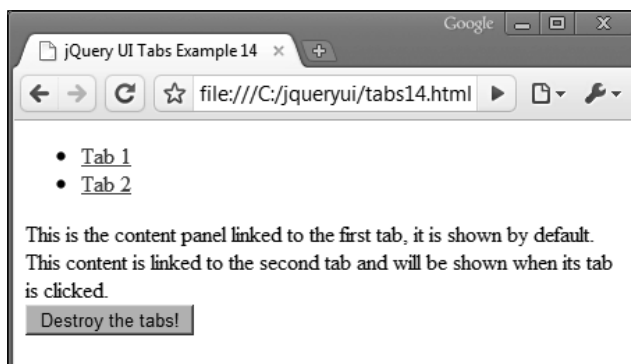 Google
jQuery UI Tabs Example 14
file:///C:/jqueryui/tabs14.html
Tab 1
Tab 2
This is the content panel linked to the first tab, it is shown by default.
This content is linked to the second tab and will be shown when its tab
is clicked.
Destroy the tabs!